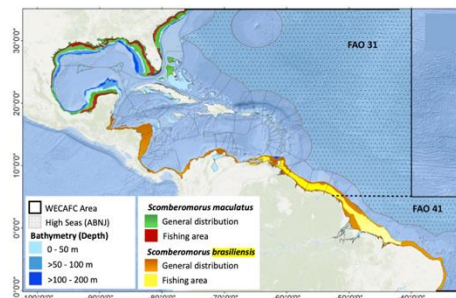 30°0'0"
FAO 31
20°0'0"
10°0'0"
FAO 41
0°0'0"
WECAFC Area
High Seas (ABNJ)
Bathymetry (Depth)
0 - 50 m
>50 - 100 m
>100 - 200 m
Scomberomorus maculatus
General distribution
Fishing area
Scomberomorus brasiliensis
General distribution
Fishing area